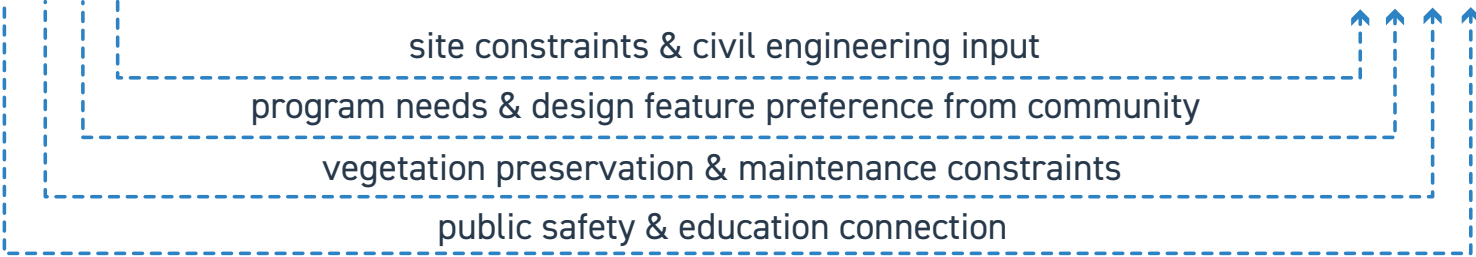 site constraints & civil engineering input
program needs & design feature preference from community
vegetation preservation & maintenance constraints
public safety & education connection